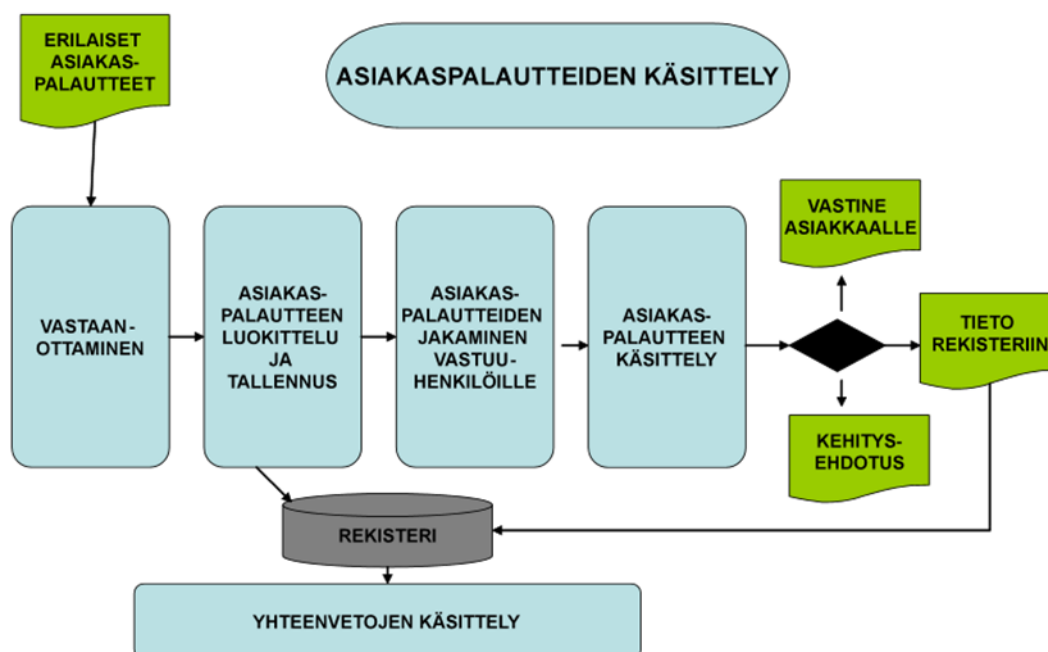 ERILAISET
ASIAKAS-
PALAUTTEET
ASIAKASPALAUTTEIDEN KÄSITTELY
VASTAAN-
OTTAMINEN
ASIAKAS-
PALAUTTEEN
LUOKITTELU
JA
TALLENNUS
ASIAKAS-
PALAUTTEIDEN
JAKAMINEN
VASTUU-
HENKILÖILLE
ASIAKAS-
PALAUTTEEN
KÄSITTELY
VASTINE
ASIAKKAALLE
TIETO
REKISTERIIN
KEHITYS-
EHDOTUS
REKISTERI
YHTEENVETOJEN KÄSITTELY